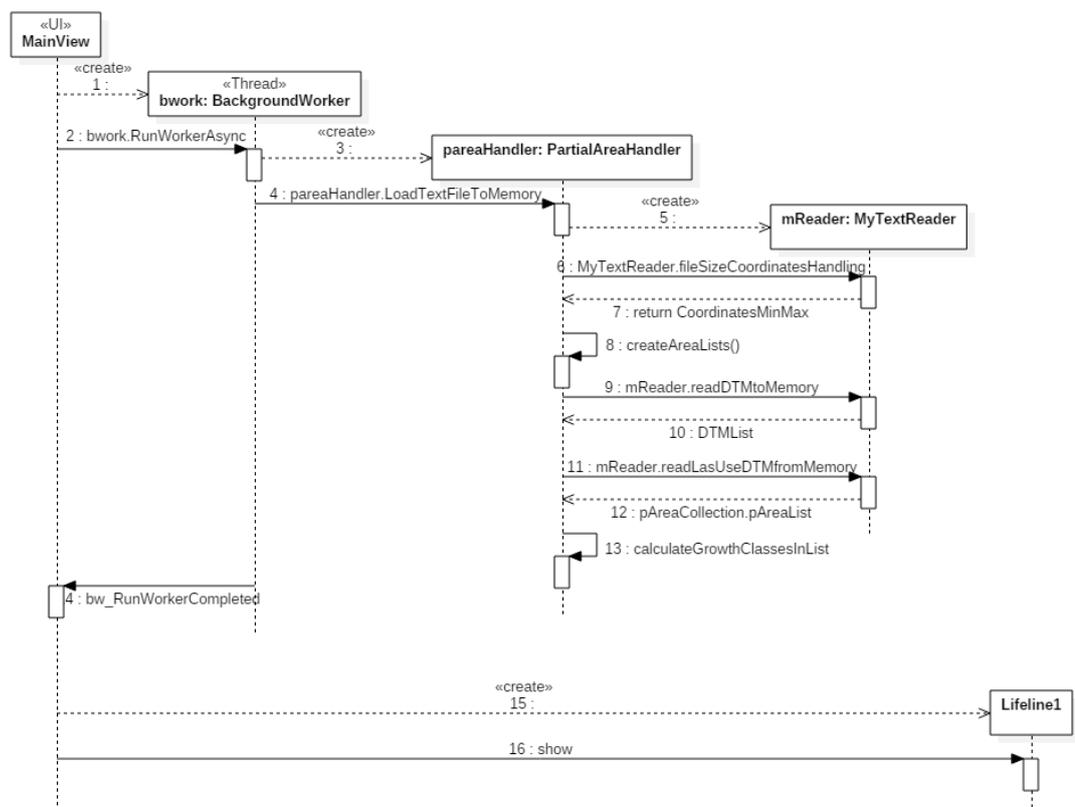 «UI»
MainView
«create»
1 :
«Thread»
bwork: BackgroundWorker
2 : bwork.RunWorkerAsync
«create»
3 :
pareaHandler: PartialAreaHandler
4 : pareaHandler.LoadTextFileToMemory
«create»
5 :
mReader: MyTextReader
6 : MyTextReader.fileSizeCoordinatesHandling
7 : return CoordinatesMinMax
8 : createAreaLists()
9 : mReader.readDTMtoMemory
10 : DTMList
11 : mReader.readLasUseDTMfromMemory
12 : pAreaCollection.pAreaList
13 : calculateGrowthClassesInList
4 : bw_RunWorkerCompleted
«create»
15 :
Lifeline1
16 : show